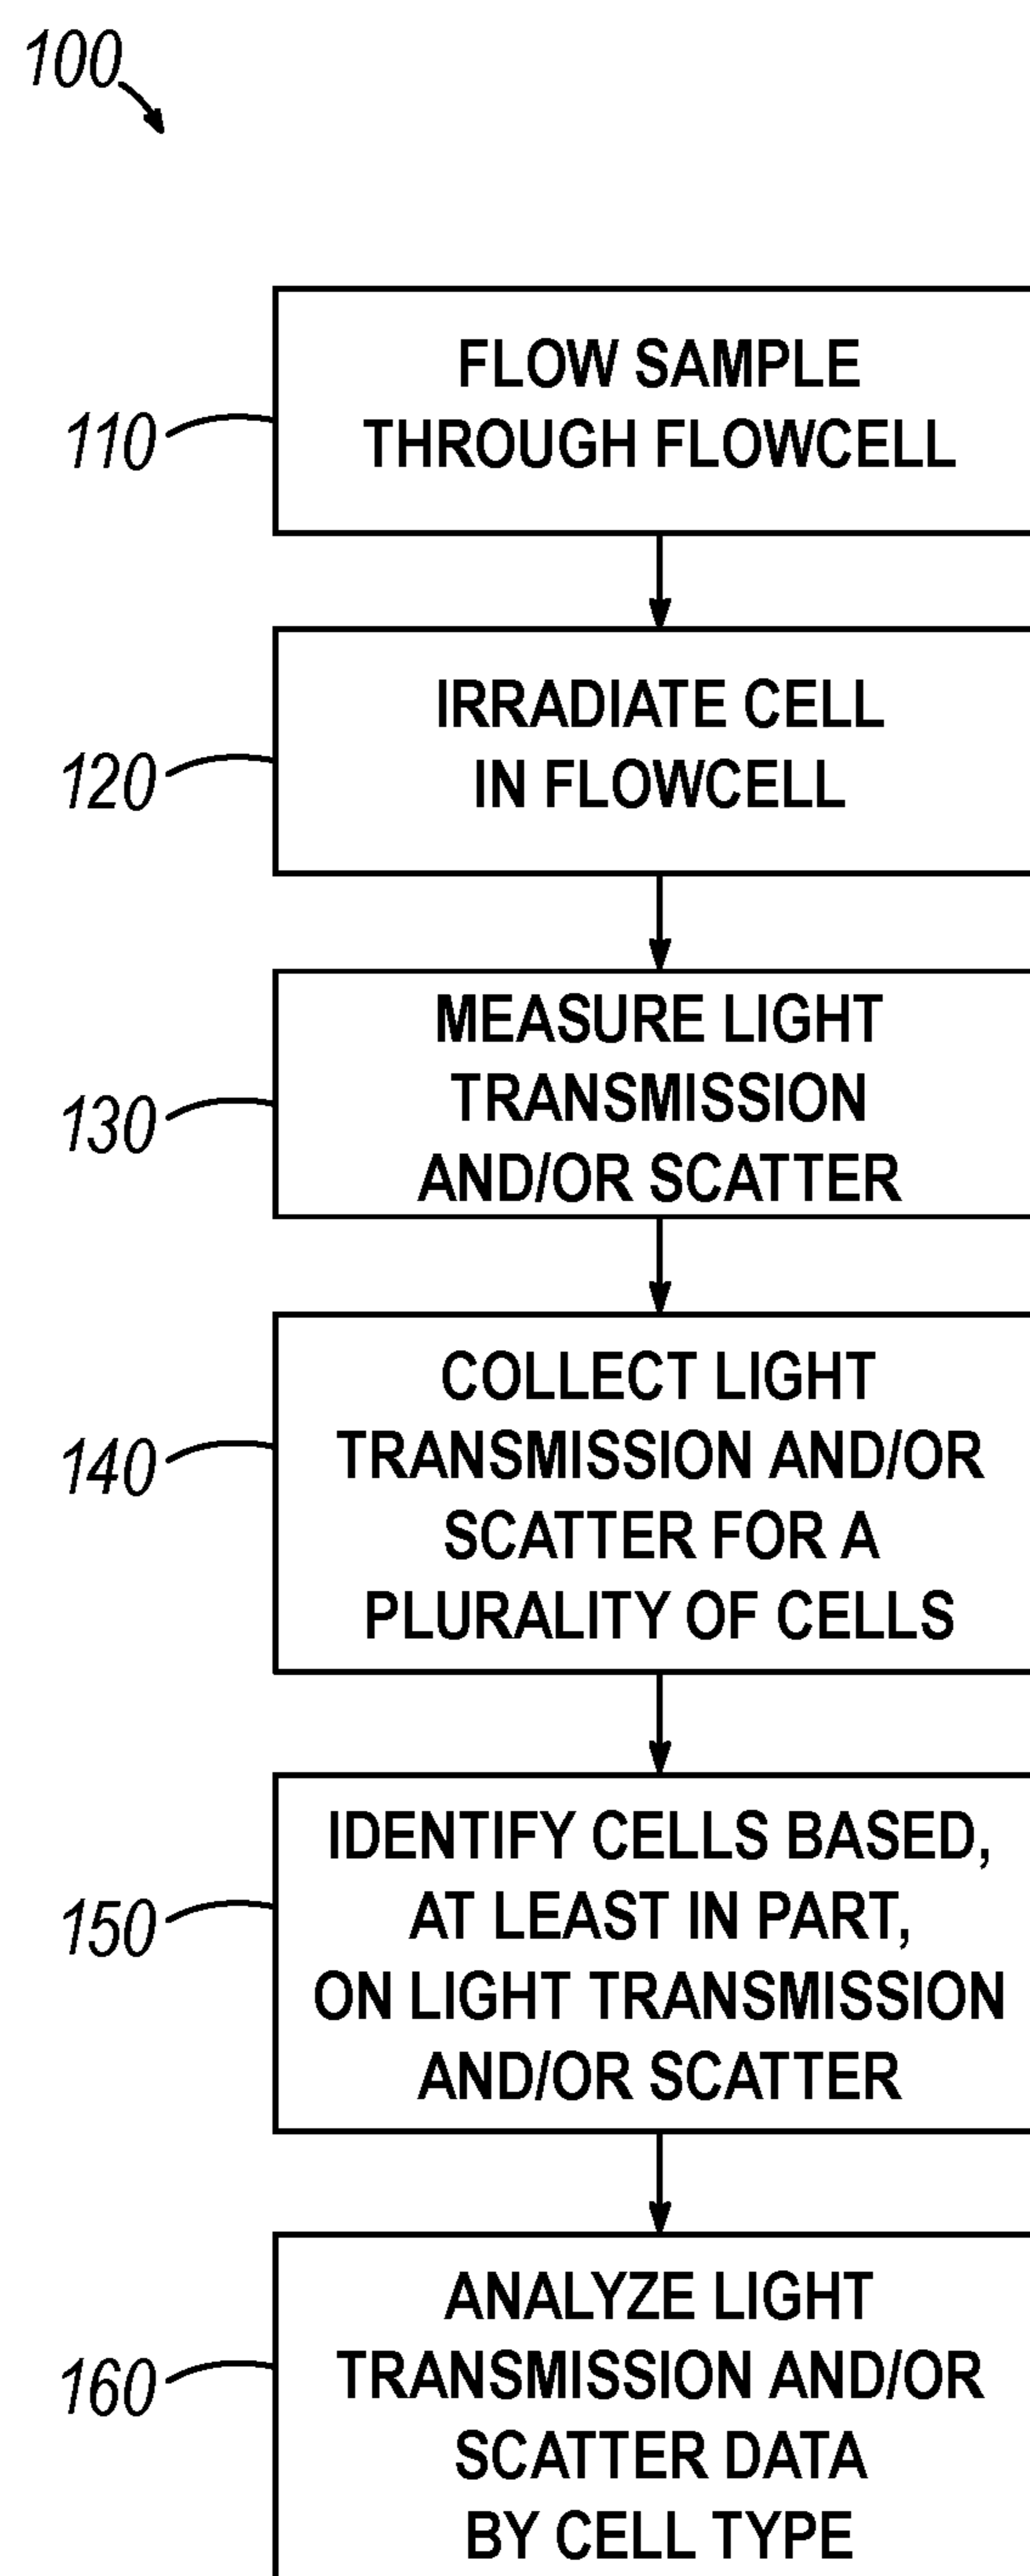 100
FLOW SAMPLE
THROUGH FLOWCELL
110
IRRADIATE CELL
IN FLOWCELL
120
MEASURE LIGHT
TRANSMISSION
AND/OR SCATTER
130
COLLECT LIGHT
TRANSMISSION AND/OR
SCATTER FOR A
PLURALITY OF CELLS
140
IDENTIFY CELLS BASED,
AT LEAST IN PART,
ON LIGHT TRANSMISSION
AND/OR SCATTER
150
ANALYZE LIGHT
TRANSMISSION AND/OR
SCATTER DATA
BY CELL TYPE
160